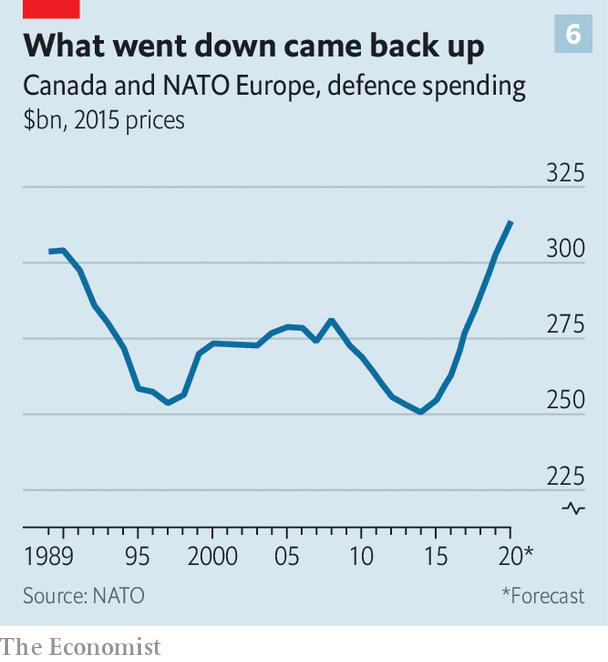 What went down came back up
6
Canada and NATO Europe, defence spending
$bn, 2015 prices
325
300
275
250
225
1989 95 2000 05 10 15 20*
Source: NATO *Forecast
The Economist